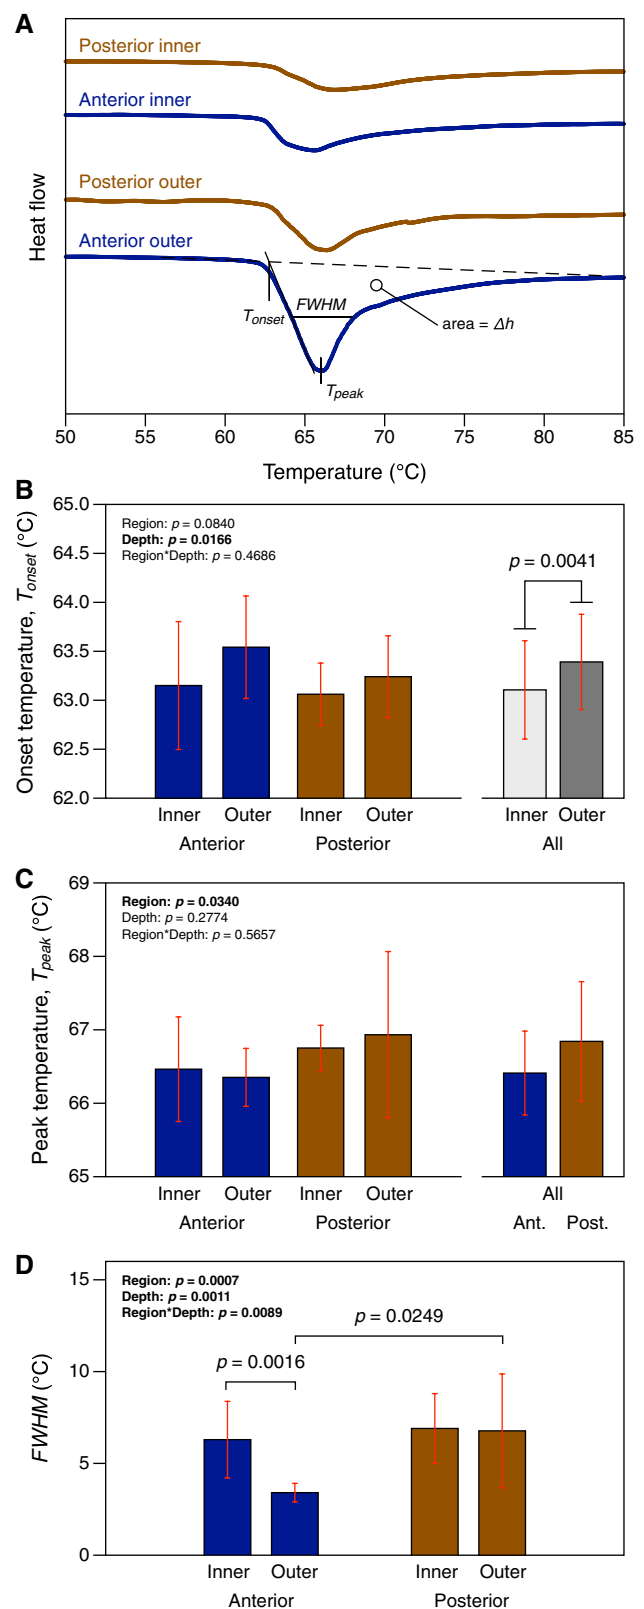 A
Posterior inner
Anterior inner
Posterior outer
Anterior outer
Heat flow
FWHM
Tonset
area = Δh
Tpeak
50 55 60 65 70 75 80 85
Temperature (°C)
B
Onset temperature, Tonset (°C)
65.0
64.5
64.0
63.5
63.0
62.5
62.0
Region: p = 0.0840
Depth: p = 0.0166
Region*Depth: p = 0.4686
p = 0.0041
Inner Outer Inner Outer Inner Outer
Anterior Posterior All
C
Peak temperature, Tpeak (°C)
69
68
67
66
65
Region: p = 0.0340
Depth: p = 0.2774
Region*Depth: p = 0.5657
Inner Outer Inner Outer All
Anterior Posterior Ant. Post.
D
FWHM (°C)
15
10
5
0
Region: p = 0.0007
Depth: p = 0.0011
Region*Depth: p = 0.0089
p = 0.0249
p = 0.0016
Inner Outer Inner Outer
Anterior Posterior